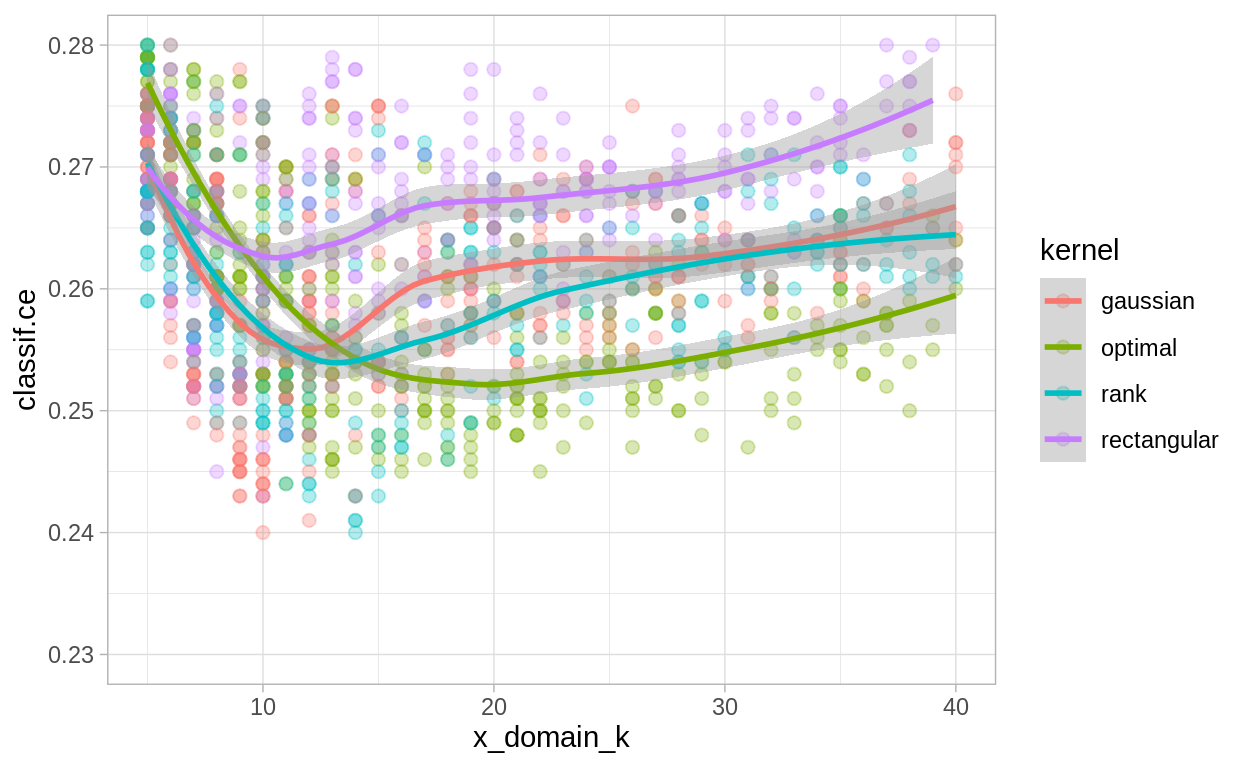 classif.ce
0.28
0.27
0.26
0.25
0.24
0.23
10
20
30
40
x_domain_k
kernel
gaussian
optimal
rank
rectangular